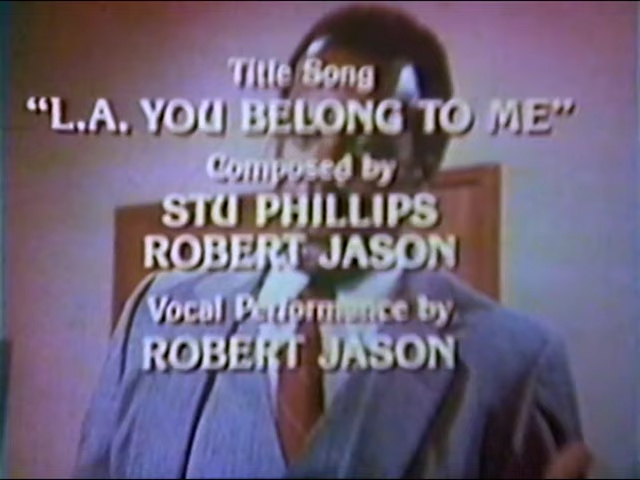 Title Song
"L.A. YOU BELONG TO ME"
Composed by
STU PHILLIPS
ROBERT JASON
Vocal Performance by
ROBERT JASON